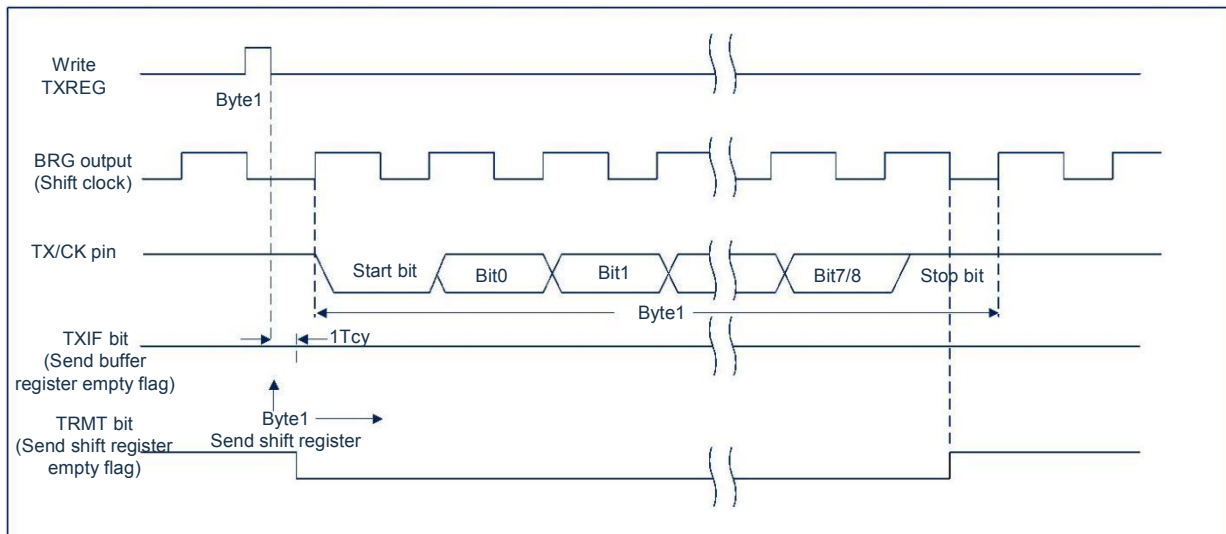 Write
TXREG
Byte1
BRG output
(Shift clock)
TX/CK pin
Start bit
Bit0
Bit1
Bit7/8
Stop bit
Byte1
TXIF bit
(Send buffer
register empty flag)
1Tcy
TRMT bit
(Send shift register
empty flag)
Byte1
Send shift register